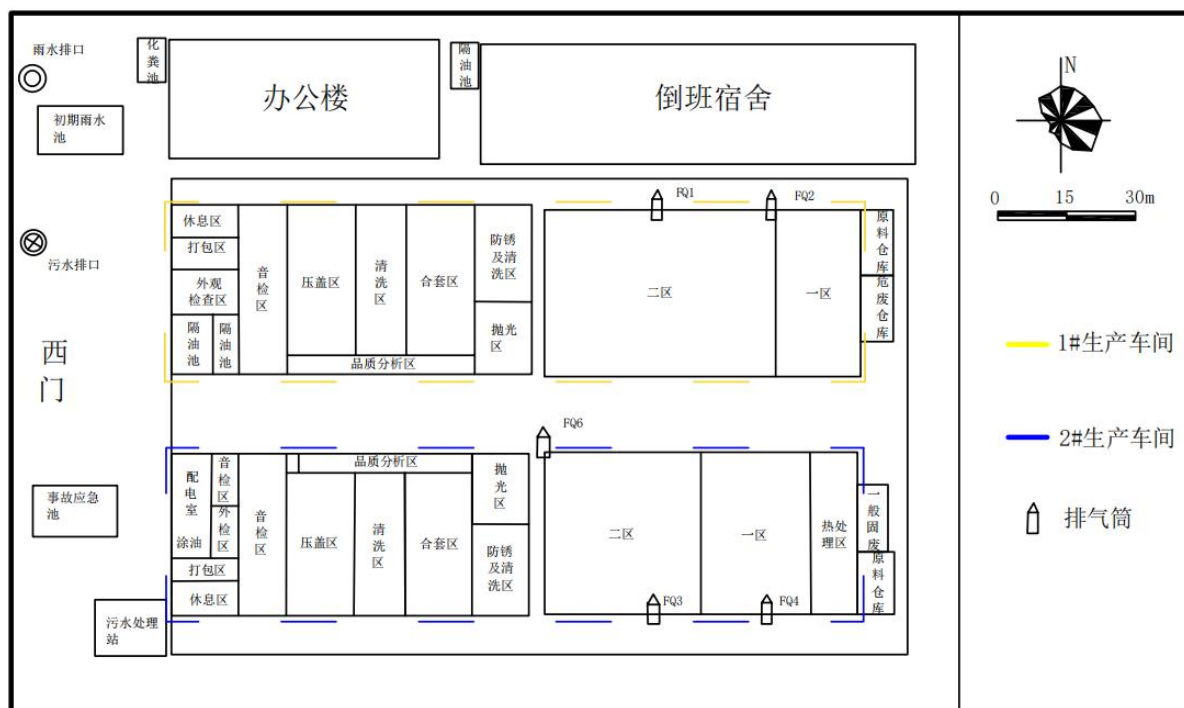 雨水排口
化粪池
办公楼
隔油池
倒班宿舍
初期雨水
池
N
0 15 30m
污水排口
西
门
FQ1
FQ2
休息区
打包区
外观
检查区
隔油池
隔油池
音检区
压盖区
清洗区
合套区
防锈
及清
洗区
抛光
区
品质分析区
二区
一区
原料仓库
危废仓库
1#生产车间
2#生产车间
排气筒
FQ6
事故应急
池
污水处理
站
配电室
涂油
音检区
外检区
打包区
休息区
音检区
品质分析区
压盖区
清洗区
合套区
抛光区
防锈
及清
洗区
二区
一区
热处
理区
一般固废
原料仓库
FQ3
FQ4